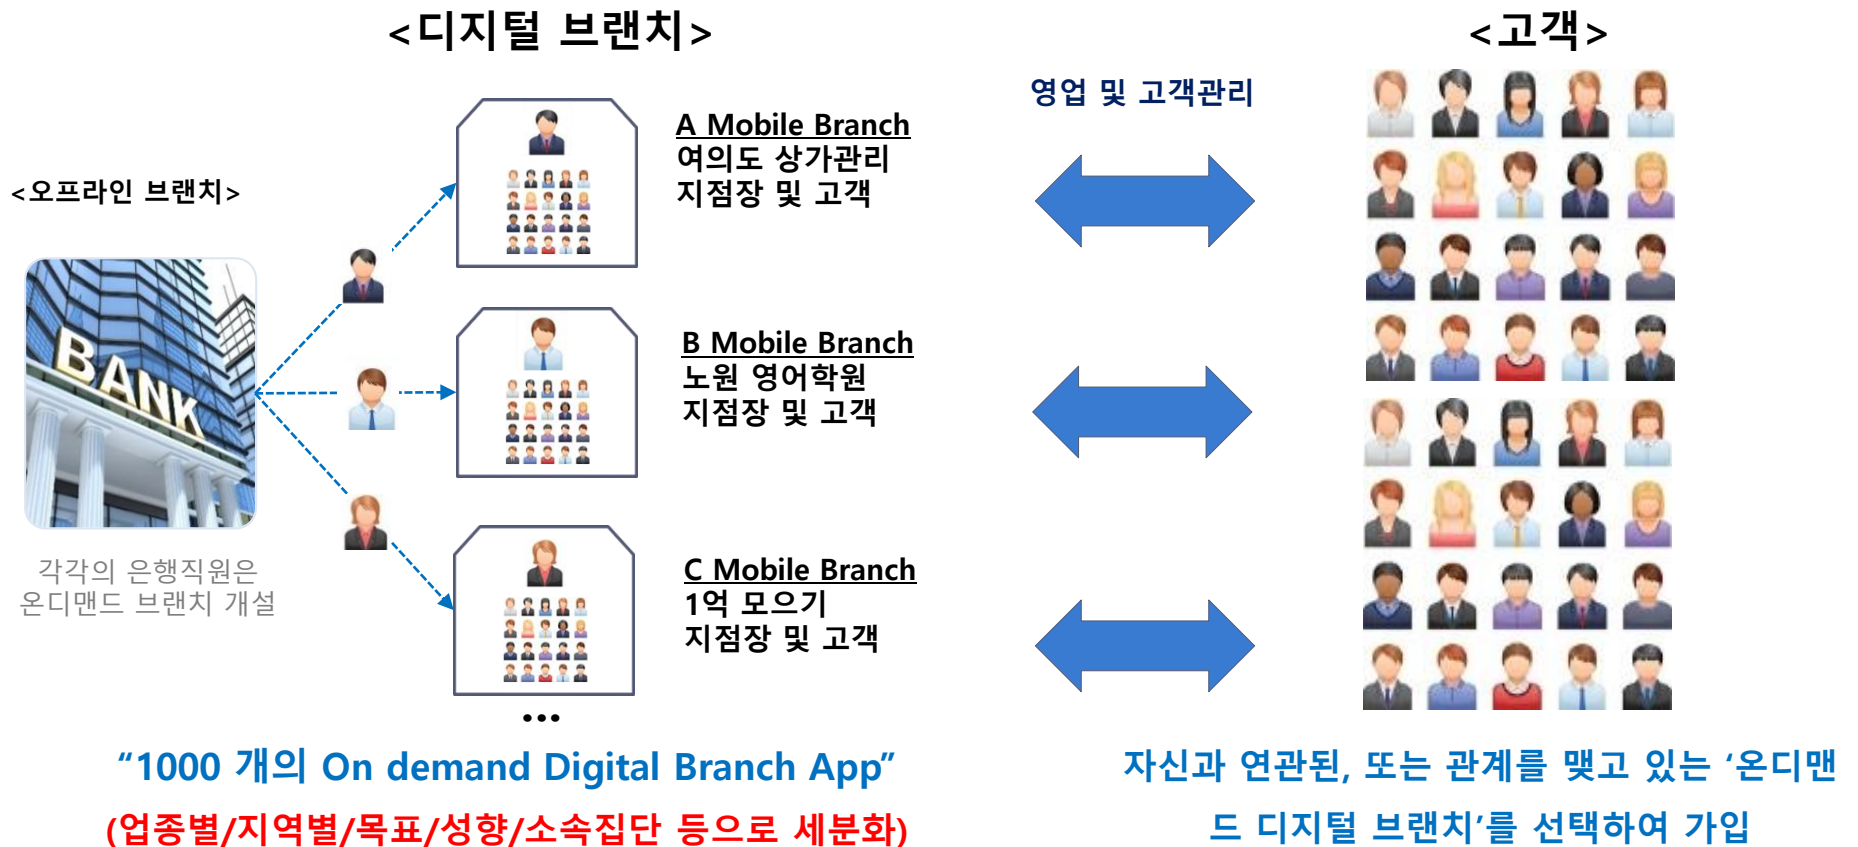 <디지털 브랜치>
<고객>
영업 및 고객관리
<오프라인 브랜치>
BANK
각각의 은행직원은
온디맨드 브랜치 개설
A Mobile Branch
여의도 상가관리
지점장 및 고객
B Mobile Branch
노원 영어학원
지점장 및 고객
C Mobile Branch
1억 모으기
지점장 및 고객
...
“1000 개의 On demand Digital Branch App”
(업종별/지역별/목표/성향/소속집단 등으로 세분화)
자신과 연관된, 또는 관계를 맺고 있는 ‘온디맨
드 디지털 브랜치’를 선택하여 가입